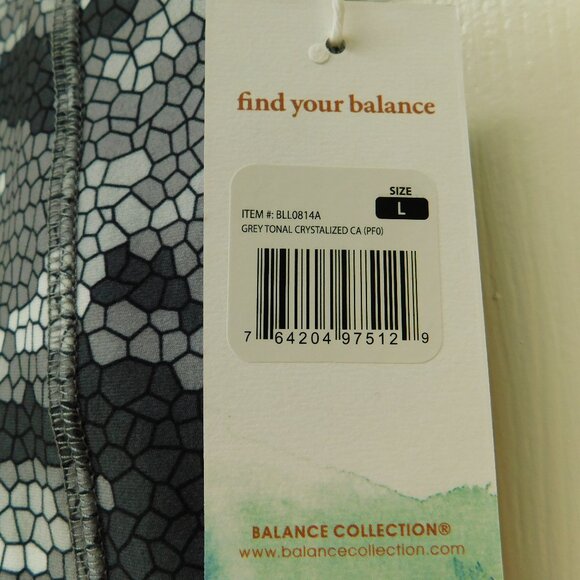 find your balance
SIZE
L
ITEM #: BLL0814A
GREY TONAL CRYSTALIZED CA (PF0)
7 64204 97512 9
BALANCE COLLECTION®
www.balancecollection.com